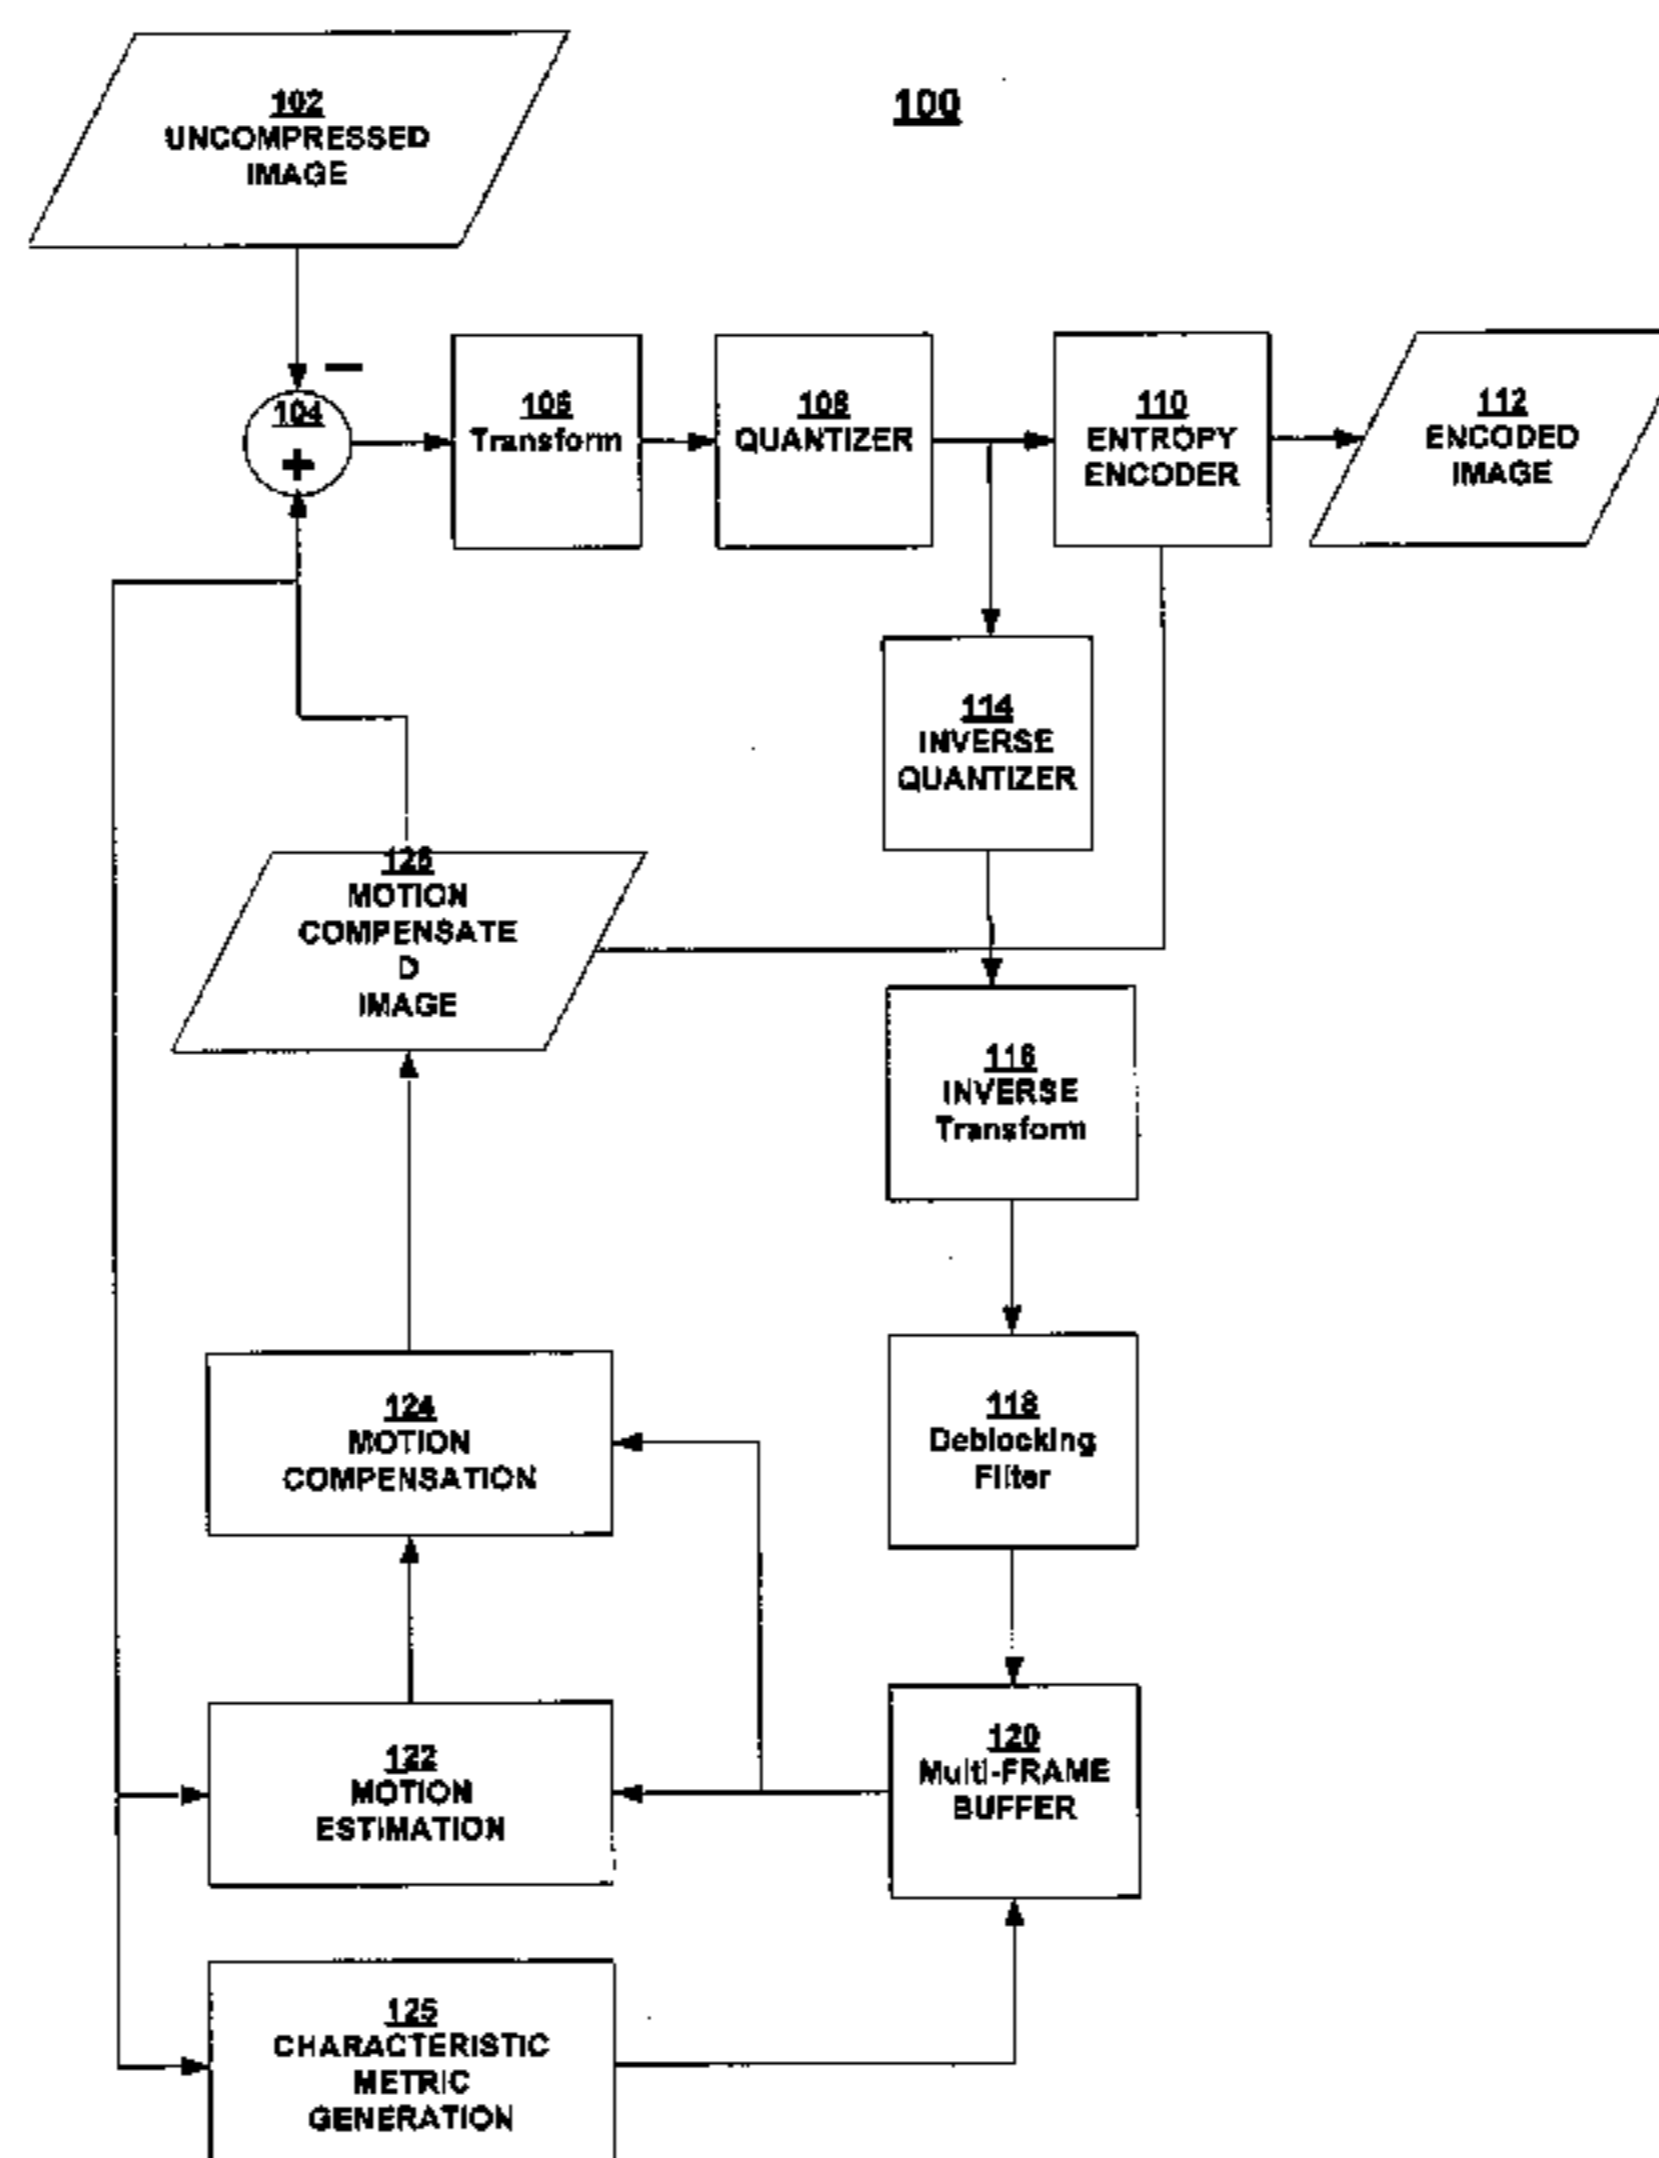 102
UNCOMPRESSED
IMAGE
100
−
104
+
106
Transform
108
QUANTIZER
110
ENTROPY
ENCODER
112
ENCODED
IMAGE
114
INVERSE
QUANTIZER
126
MOTION
COMPENSATE
D
IMAGE
116
INVERSE
Transform
124
MOTION
COMPENSATION
118
Deblocking
Filter
122
MOTION
ESTIMATION
120
Multi-FRAME
BUFFER
125
CHARACTERISTIC
METRIC
GENERATION